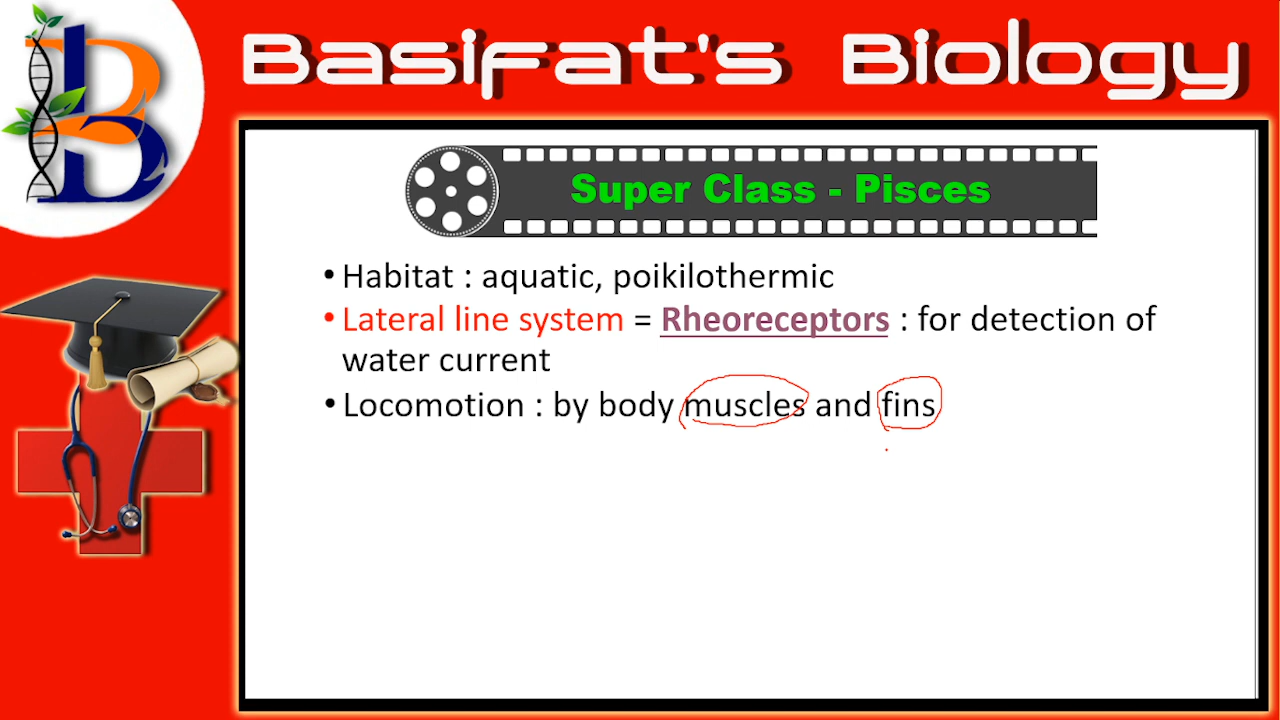 Basifat's Biology
Super Class - Pisces
• Habitat : aquatic, poikilothermic
• Lateral line system = Rheoreceptors : for detection of
water current
• Locomotion : by body muscles and fins